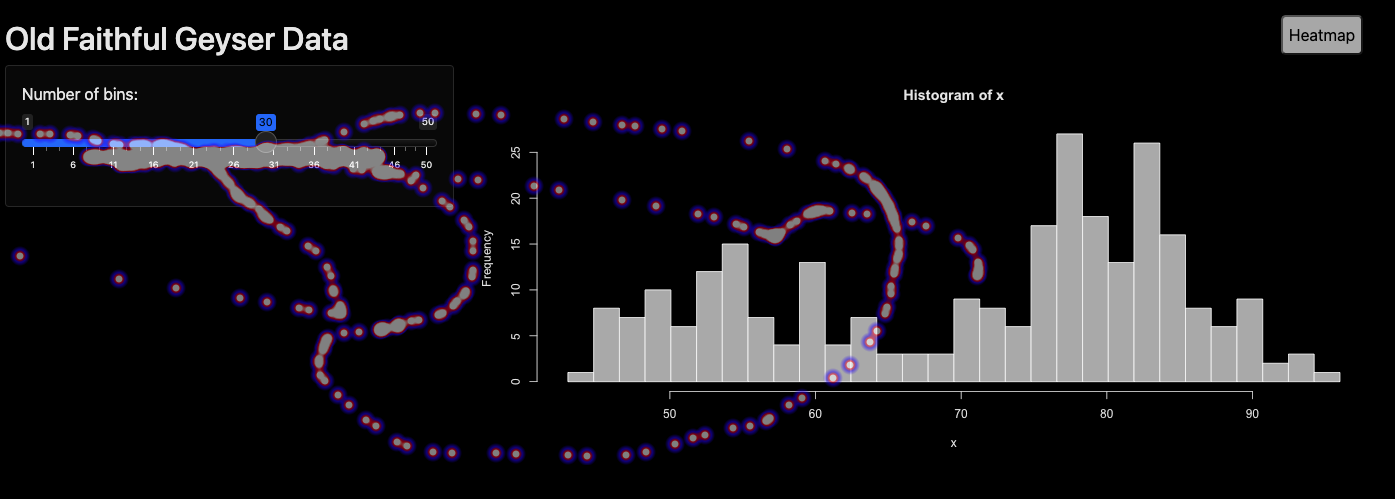 Old Faithful Geyser Data
Heatmap
Number of bins:
1 30 50
1 6 11 16 21 26 31 36 41 46 50
Histogram of x
Frequency
25
20
15
10
5
0
50 60 70 80 90
x